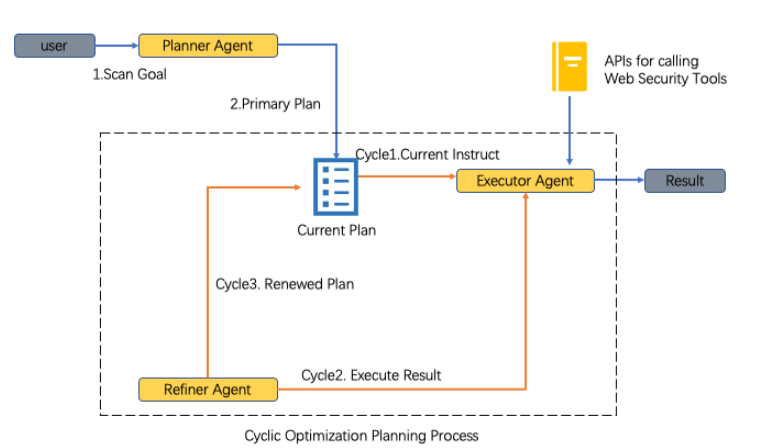 user
Planner Agent
1.Scan Goal
2.Primary Plan
APIs for calling
Web Security Tools
Cycle1.Current Instruct
Executor Agent
Result
Current Plan
Cycle3. Renewed Plan
Cycle2. Execute Result
Refiner Agent
Cyclic Optimization Planning Process